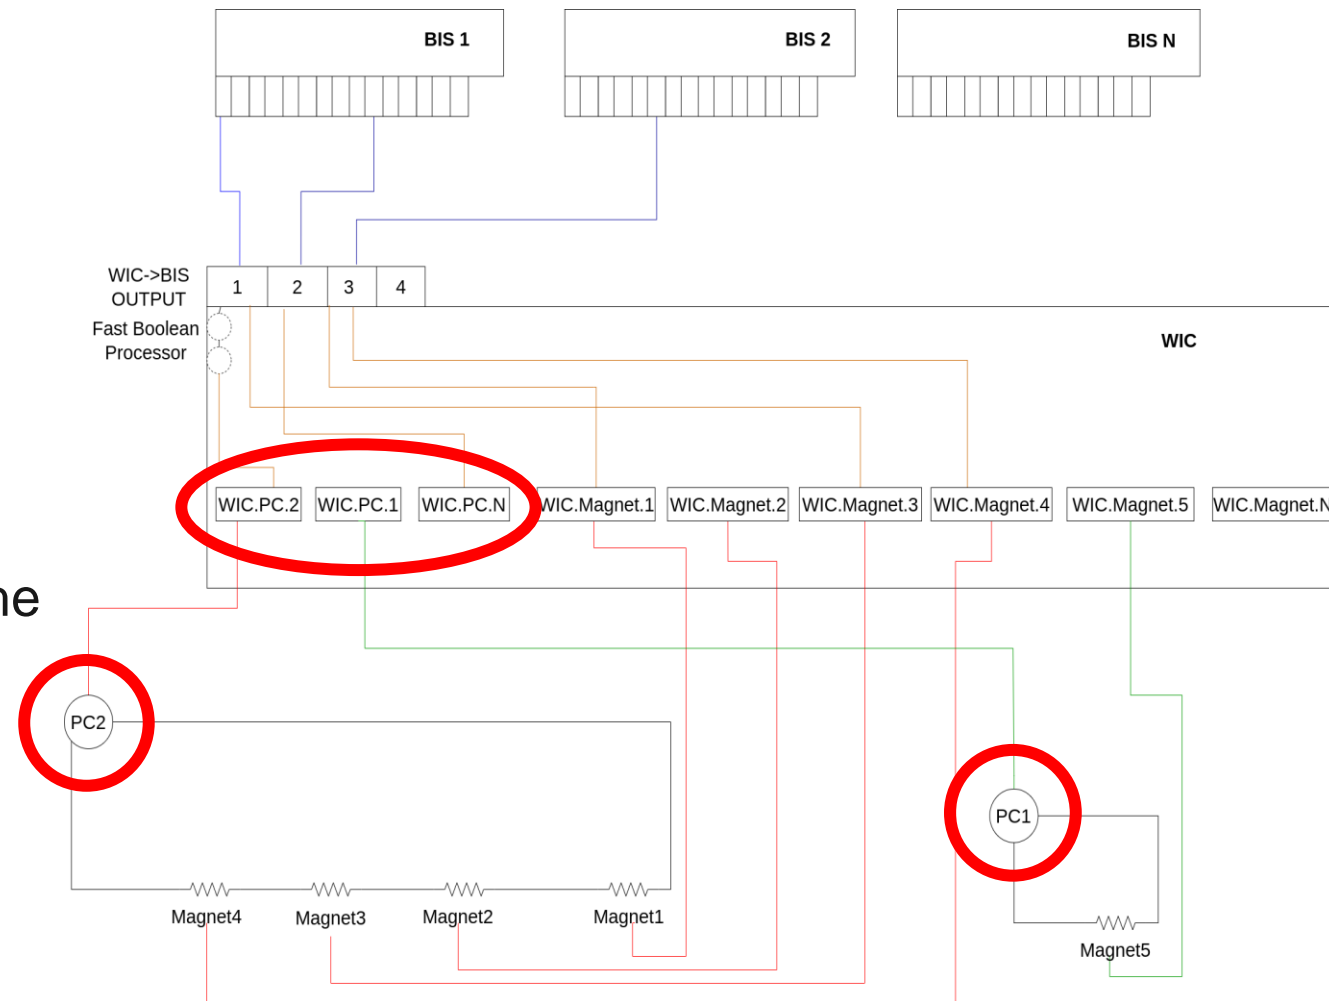 BIS 1
BIS 2
BIS N
WIC->BIS
OUTPUT
1
2
3
4
Fast Boolean
Processor
WIC
WIC.PC.2
WIC.PC.1
WIC.PC.N
WIC.Magnet.1
WIC.Magnet.2
WIC.Magnet.3
WIC.Magnet.4
WIC.Magnet.5
WIC.Magnet.N
ne
PC2
PC1
Magnet4
Magnet3
Magnet2
Magnet1
Magnet5